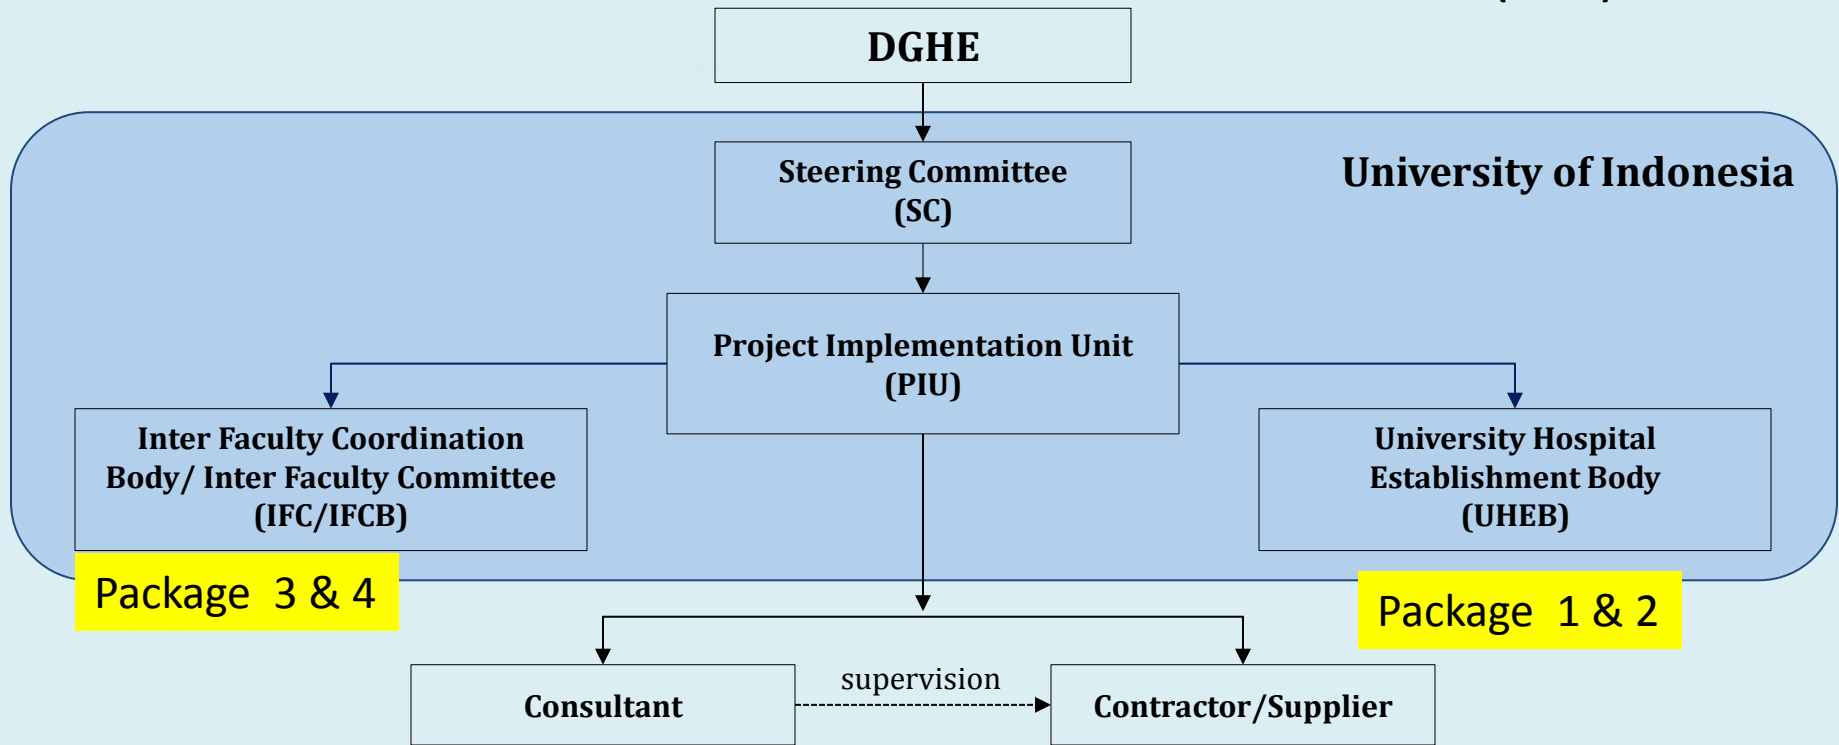 DGHE
Steering Committee
(SC)
University of Indonesia
Project Implementation Unit
(PIU)
Inter Faculty Coordination
Body/ Inter Faculty Committee
(IFC/IFCB)
University Hospital
Establishment Body
(UHEB)
Package 3 & 4
Package 1 & 2
Consultant
supervision
Contractor/Supplier